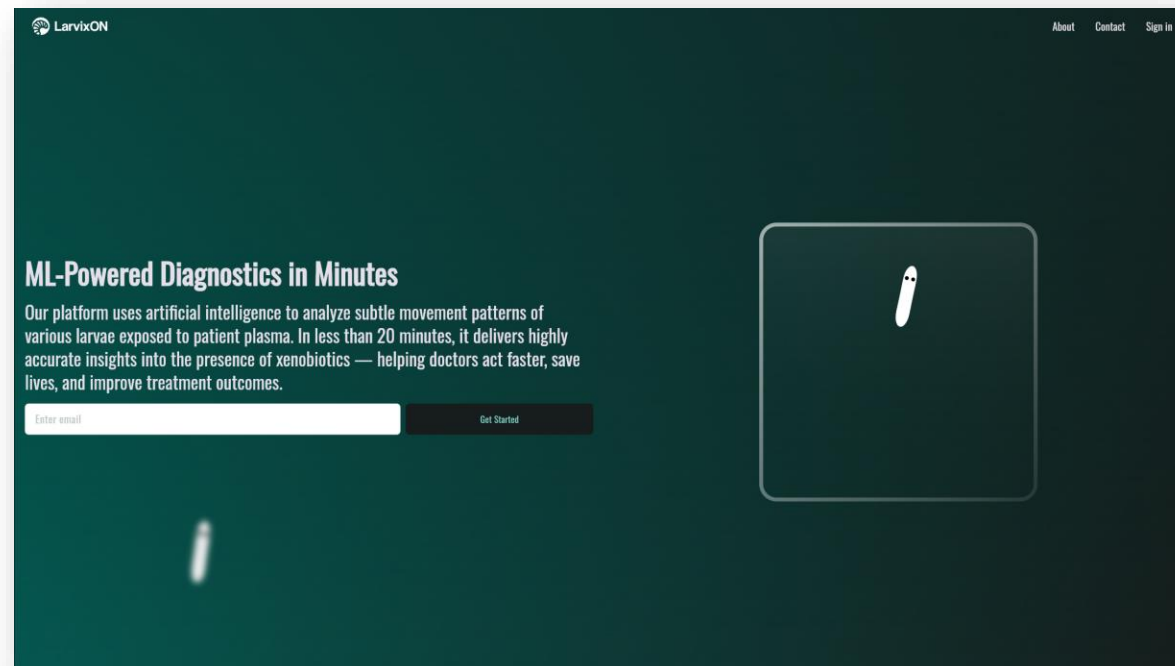 LarvixON
About Contact Sign in
ML-Powered Diagnostics in Minutes
Our platform uses artificial intelligence to analyze subtle movement patterns of
various larvae exposed to patient plasma. In less than 20 minutes, it delivers highly
accurate insights into the presence of xenobiotics — helping doctors act faster, save
lives, and improve treatment outcomes.
Enter email
Get Started